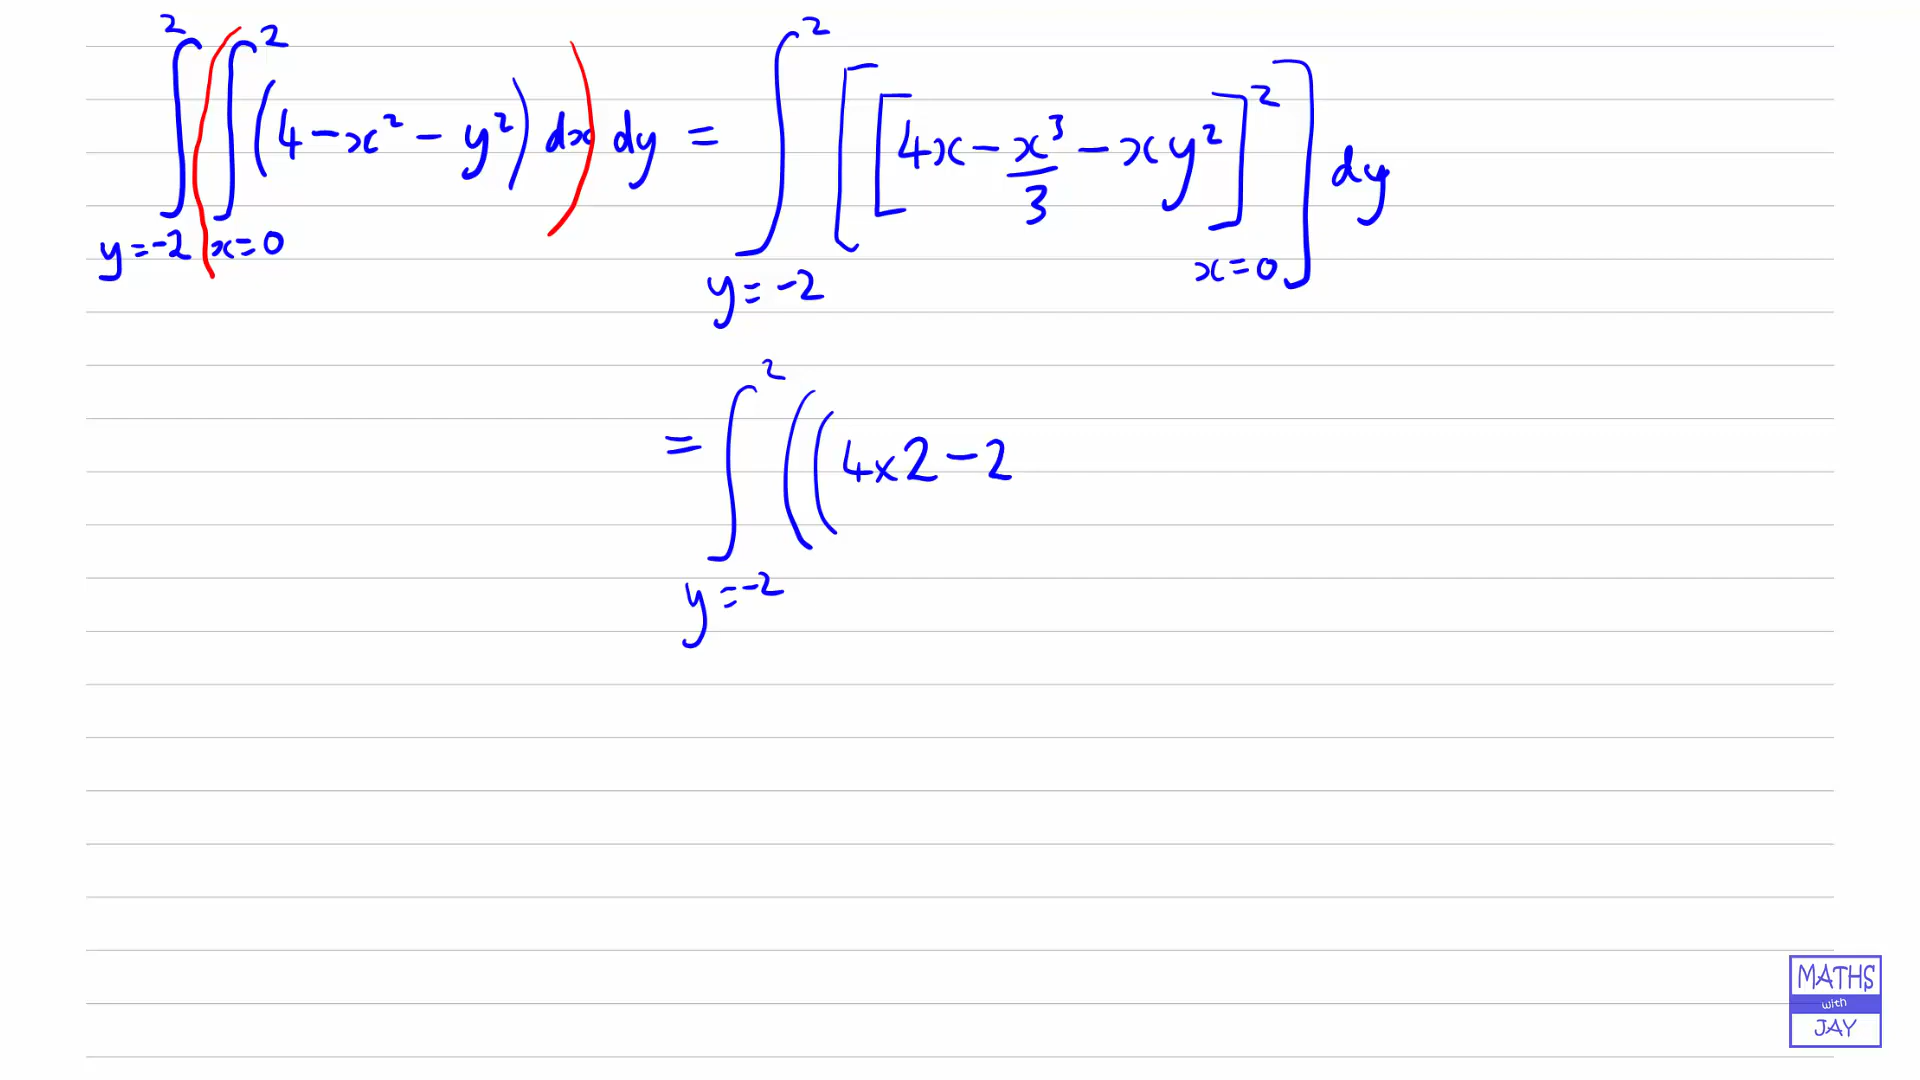 ∫_{y=-2}^{2} (∫_{x=0}^{2} (4 - x² - y²) dx) dy = ∫_{y=-2}^{2} [[4x - x³/3 - xy²]_{x=0}^{2}] dy
= ∫_{y=-2}^{2} ((4×2-2
MATHS
with
JAY